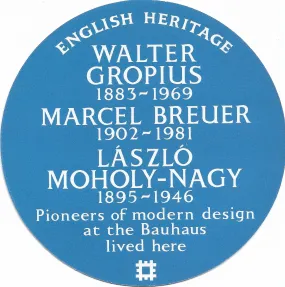 ENGLISH HERITAGE
WALTER
GROPIUS
1883~1969
MARCEL BREUER
1902~1981
LÁSZLÓ
MOHOLY-NAGY
1895~1946
Pioneers of modern design
at the Bauhaus
lived here